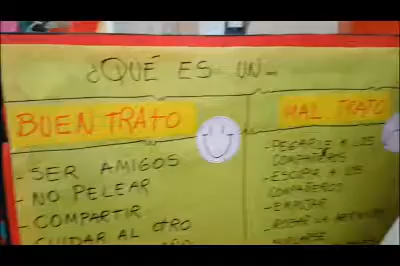 ¿QUÉ ES UN...
BUEN TRATO
- SER AMIGOS
- NO PELEAR
- COMPARTIR
- CUIDAR AL OTRO
MAL TRATO
- PEGARLE A LOS
COMPAÑEROS
- ESCUPIR A LOS
COMPAÑEROS
- EMPUJAR